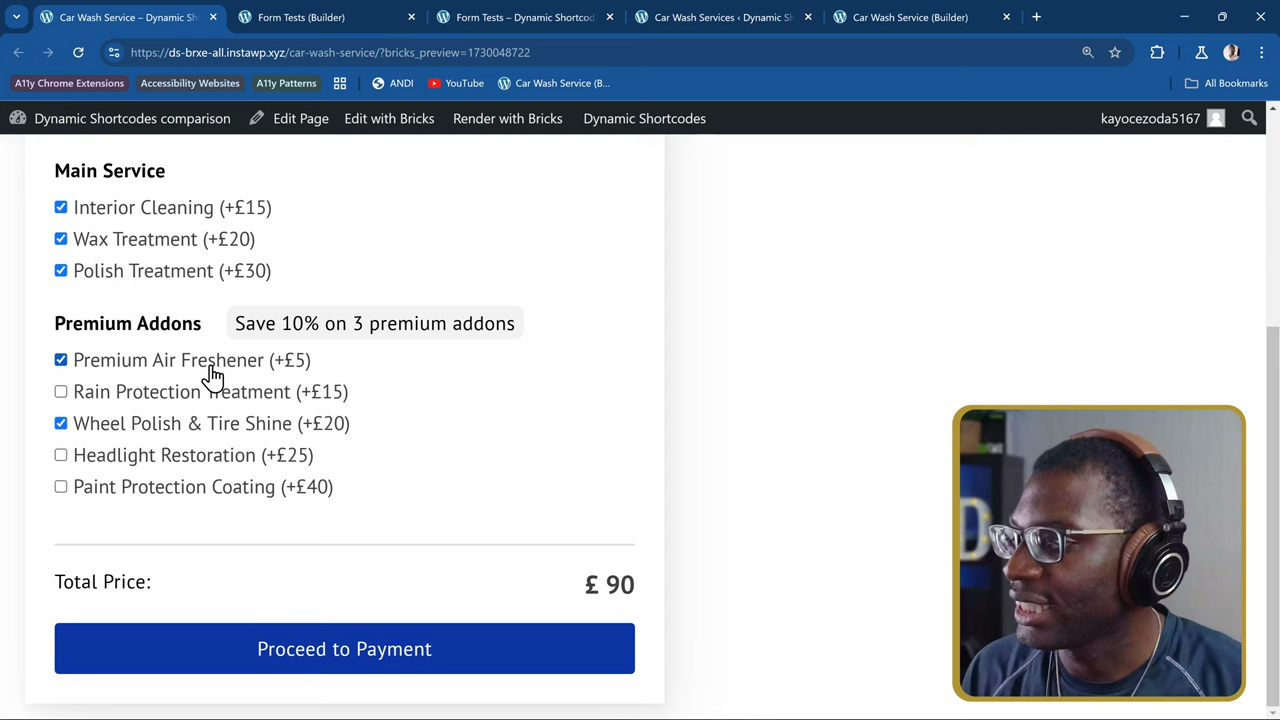 Car Wash Service – Dynamic Sh
Form Tests (Builder)
Form Tests – Dynamic Shortcod
Car Wash Services ‹ Dynamic Sh
Car Wash Service (Builder)
https://ds-brxe-all.instawp.xyz/car-wash-service/?bricks_preview=1730048722
A11y Chrome Extensions
Accessibility Websites
A11y Patterns
ANDI
YouTube
Car Wash Service (B...
All Bookmarks
Dynamic Shortcodes comparison
Edit Page
Edit with Bricks
Render with Bricks
Dynamic Shortcodes
kayocezoda5167
Main Service
Interior Cleaning (+£15)
Wax Treatment (+£20)
Polish Treatment (+£30)
Premium Addons
Save 10% on 3 premium addons
Premium Air Freshener (+£5)
Rain Protection Treatment (+£15)
Wheel Polish & Tire Shine (+£20)
Headlight Restoration (+£25)
Paint Protection Coating (+£40)
Total Price:
£ 90
Proceed to Payment